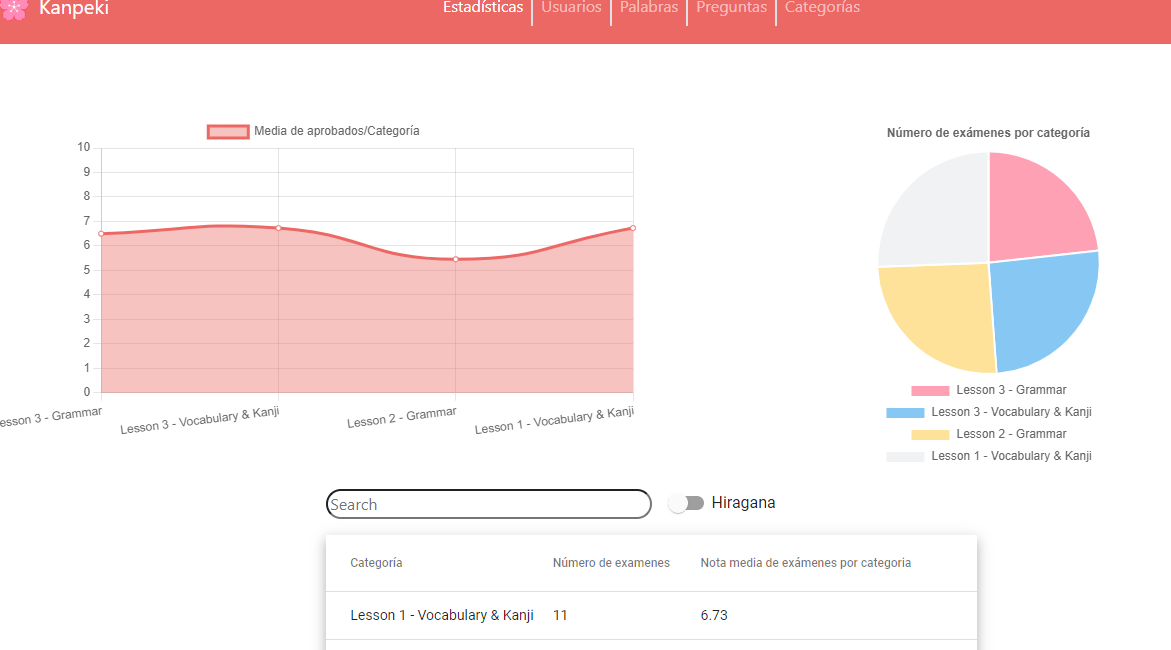 Kanpeki
Estadísticas
Usuarios
Palabras
Preguntas
Categorías
Media de aprobados/Categoría
10
9
8
7
6
5
4
3
2
1
0
esson 3 - Grammar
Lesson 3 - Vocabulary & Kanji
Lesson 2 - Grammar
Lesson 1 - Vocabulary & Kanji
Número de exámenes por categoría
Lesson 3 - Grammar
Lesson 3 - Vocabulary & Kanji
Lesson 2 - Grammar
Lesson 1 - Vocabulary & Kanji
Search
Hiragana
Categoría Número de examenes Nota media de exámenes por categoria
Lesson 1 - Vocabulary & Kanji 11 6.73